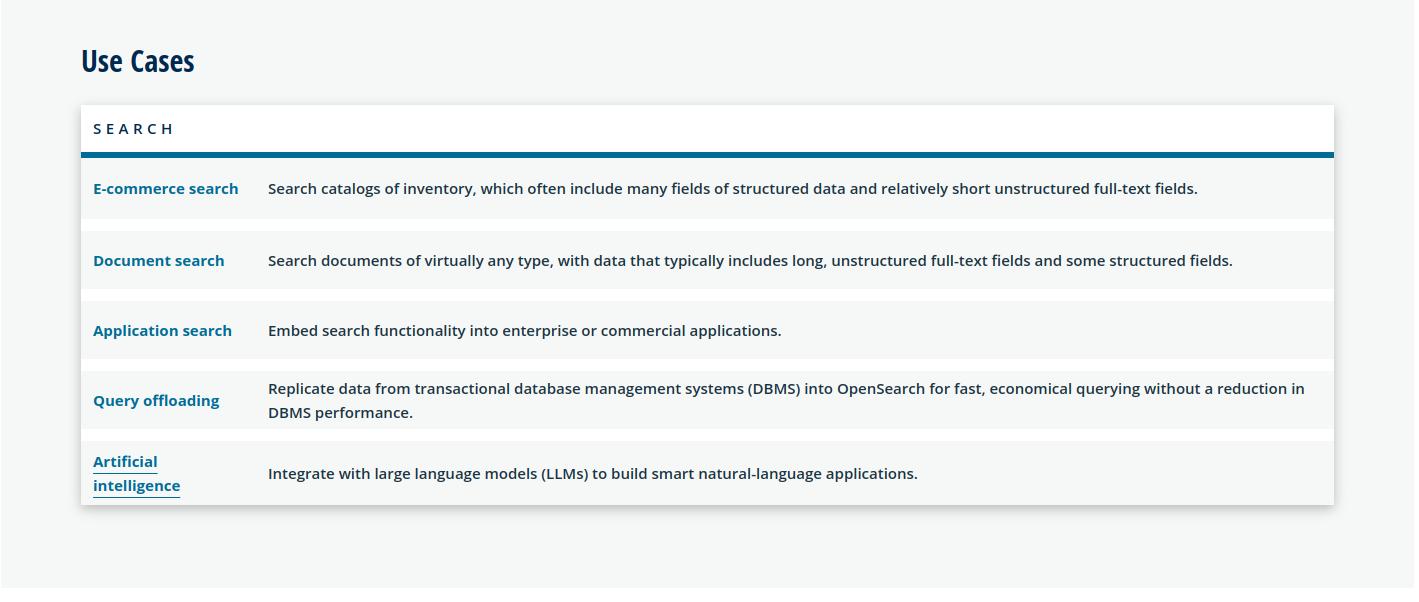 Use Cases
SEARCH
E-commerce search
Search catalogs of inventory, which often include many fields of structured data and relatively short unstructured full-text fields.
Document search
Search documents of virtually any type, with data that typically includes long, unstructured full-text fields and some structured fields.
Application search
Embed search functionality into enterprise or commercial applications.
Query offloading
Replicate data from transactional database management systems (DBMS) into OpenSearch for fast, economical querying without a reduction in
DBMS performance.
Artificial
intelligence
Integrate with large language models (LLMs) to build smart natural-language applications.